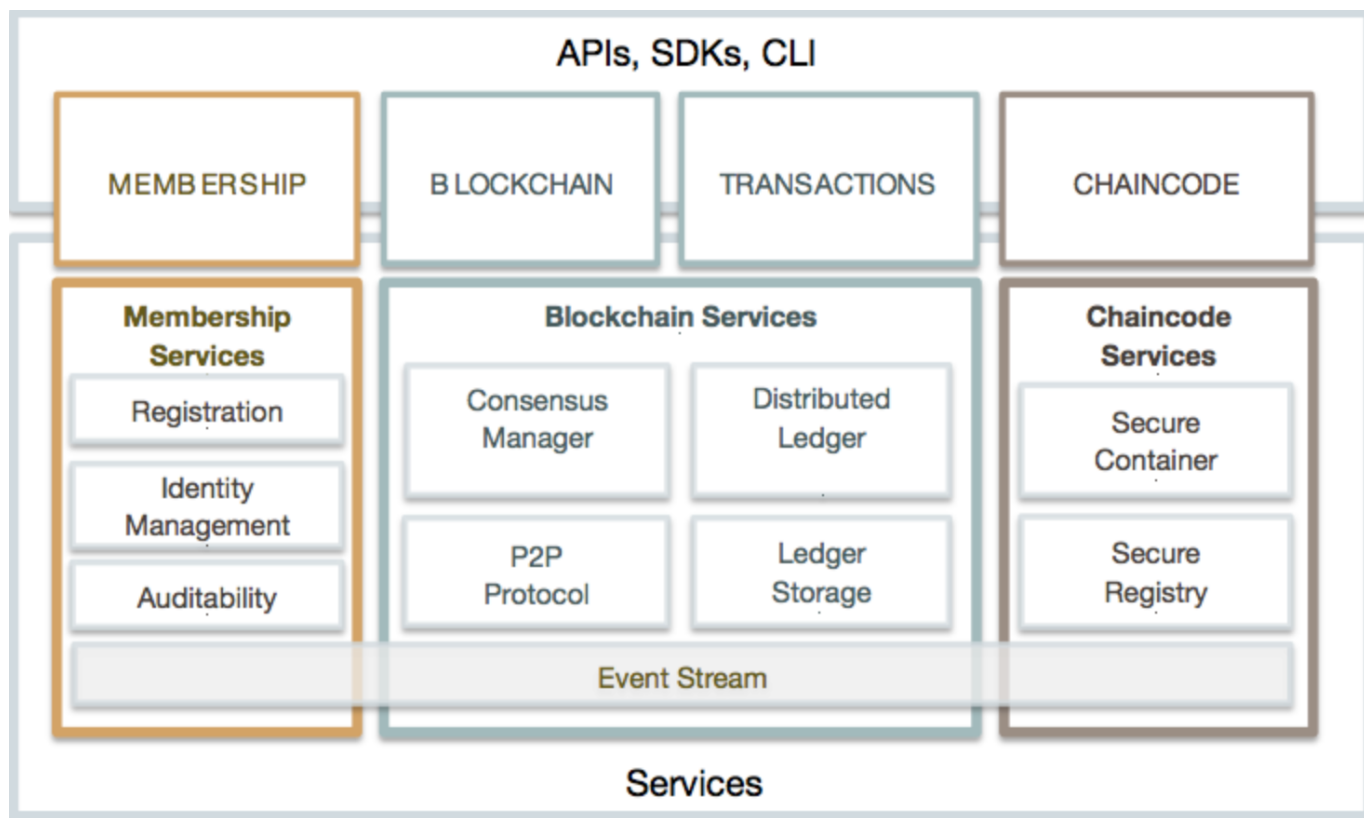 APIs, SDKs, CLI
MEMBERSHIP
BLOCKCHAIN
TRANSACTIONS
CHAINCODE
Membership
Services
Registration
Identity
Management
Auditability
Blockchain Services
Consensus
Manager
Distributed
Ledger
P2P
Protocol
Ledger
Storage
Chaincode
Services
Secure
Container
Secure
Registry
Event Stream
Services